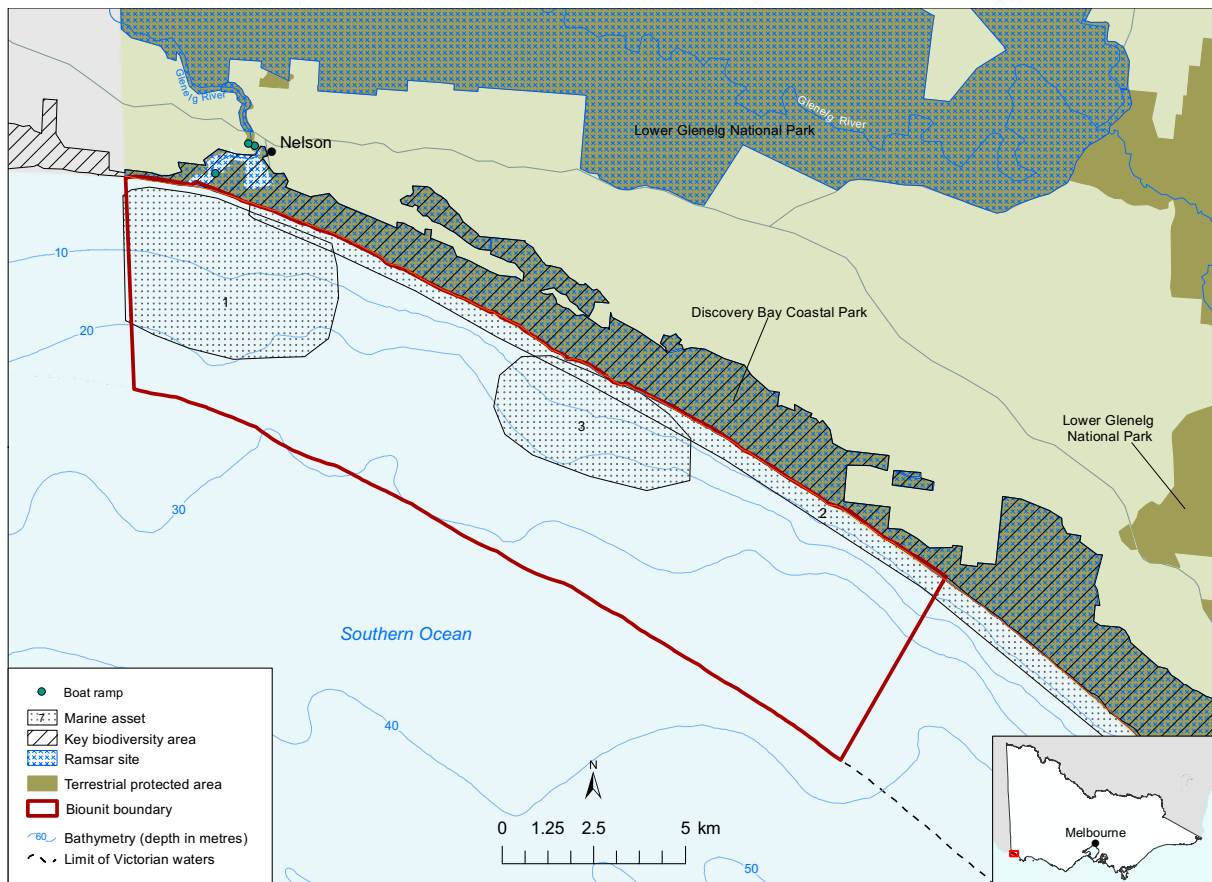 Glenelg River
Glenelg River
Lower Glenelg National Park
Nelson
10
1
20
Discovery Bay Coastal Park
3
Lower Glenelg
National Park
30
2
Southern Ocean
40
50
Boat ramp
7
Marine asset
Key biodiversity area
Ramsar site
Terrestrial protected area
Biounit boundary
60
Bathymetry (depth in metres)
Limit of Victorian waters
N
0 1.25 2.5 5 km
Melbourne